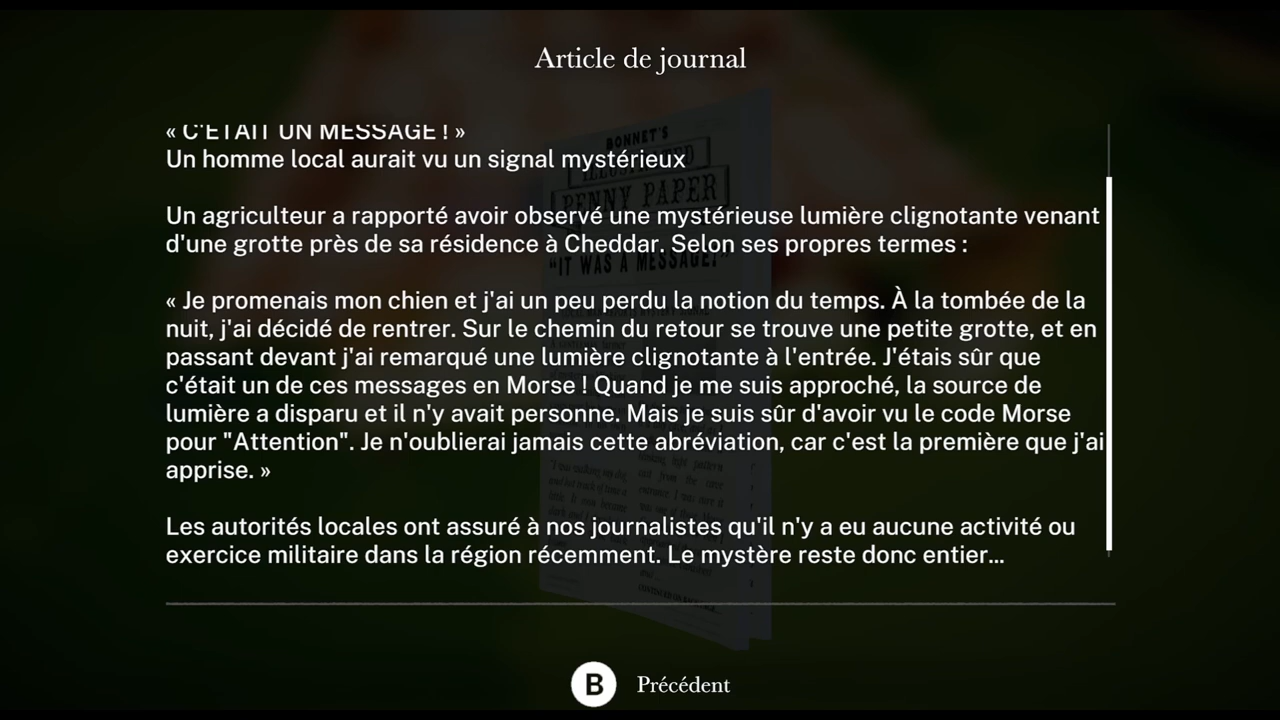 Article de journal
« C'ÉTAIT UN MESSAGE ! »
Un homme local aurait vu un signal mystérieux
Un agriculteur a rapporté avoir observé une mystérieuse lumière clignotante venant
d'une grotte près de sa résidence à Cheddar. Selon ses propres termes :
« Je promenais mon chien et j'ai un peu perdu la notion du temps. À la tombée de la
nuit, j'ai décidé de rentrer. Sur le chemin du retour se trouve une petite grotte, et en
passant devant j'ai remarqué une lumière clignotante à l'entrée. J'étais sûr que
c'était un de ces messages en Morse ! Quand je me suis approché, la source de
lumière a disparu et il n'y avait personne. Mais je suis sûr d'avoir vu le code Morse
pour "Attention". Je n'oublierai jamais cette abréviation, car c'est la première que j'ai
apprise. »
Les autorités locales ont assuré à nos journalistes qu'il n'y a eu aucune activité ou
exercice militaire dans la région récemment. Le mystère reste donc entier...
BONNET'S
ILLUSTRATED
PENNY PAPER
"IT WAS A MESSAGE!"
B Précédent